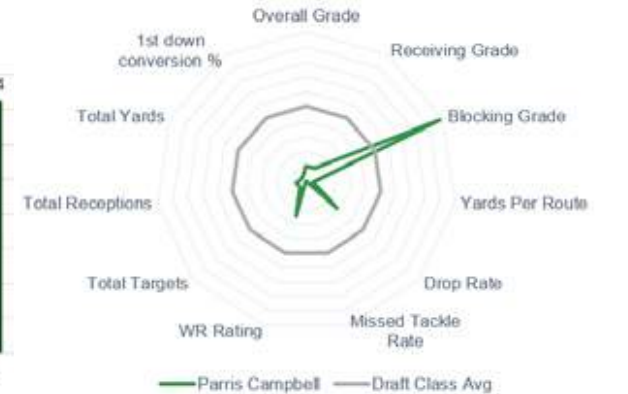 Overall Grade
1st down
conversion %
Receiving Grade
Total Yards
Blocking Grade
Total Receptions
Yards Per Route
Total Targets
Drop Rate
WR Rating
Missed Tackle
Rate
Parris Campbell
Draft Class Avg